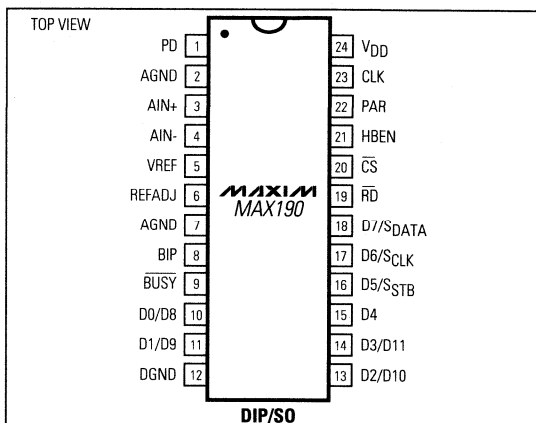 TOP VIEW
PD 1
AGND 2
AIN+ 3
AIN- 4
VREF 5
REFADJ 6
AGND 7
BIP 8
BUSY 9
D0/D8 10
D1/D9 11
DGND 12
24 VDD
23 CLK
22 PAR
21 HBEN
20 CS
19 RD
18 D7/SDATA
17 D6/SCLK
16 D5/SSTB
15 D4
14 D3/D11
13 D2/D10
MAXIM
MAX190
DIP/SO